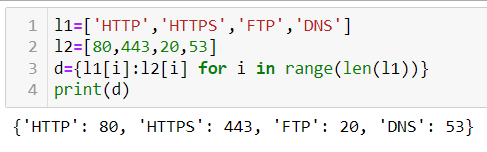 1 l1=['HTTP','HTTPS','FTP','DNS']
2 l2=[80,443,20,53]
3 d={l1[i]:l2[i] for i in range(len(l1))}
4 print(d)
{'HTTP': 80, 'HTTPS': 443, 'FTP': 20, 'DNS': 53}